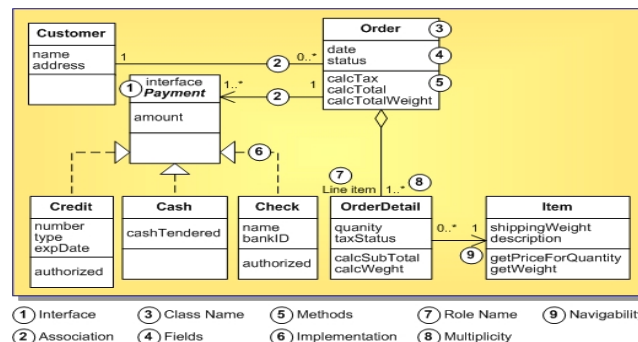 Customer
name
address
1
2
0..*
Order
3
date
status
4
calcTax
calcTotal
calcTotalWeight
5
1
interface
Payment
amount
1..*
2
1
6
7
Line item
1..*
8
Credit
number
type
expDate
authorized
Cash
cashTendered
Check
name
bankID
authorized
OrderDetail
quanity
taxStatus
calcSubTotal
calcWeght
0..*
1
9
Item
shippingWeight
description
getPriceForQuantity
getWeight
1 Interface 3 Class Name 5 Methods 7 Role Name 9 Navigability
2 Association 4 Fields 6 Implementation 8 Multiplicity